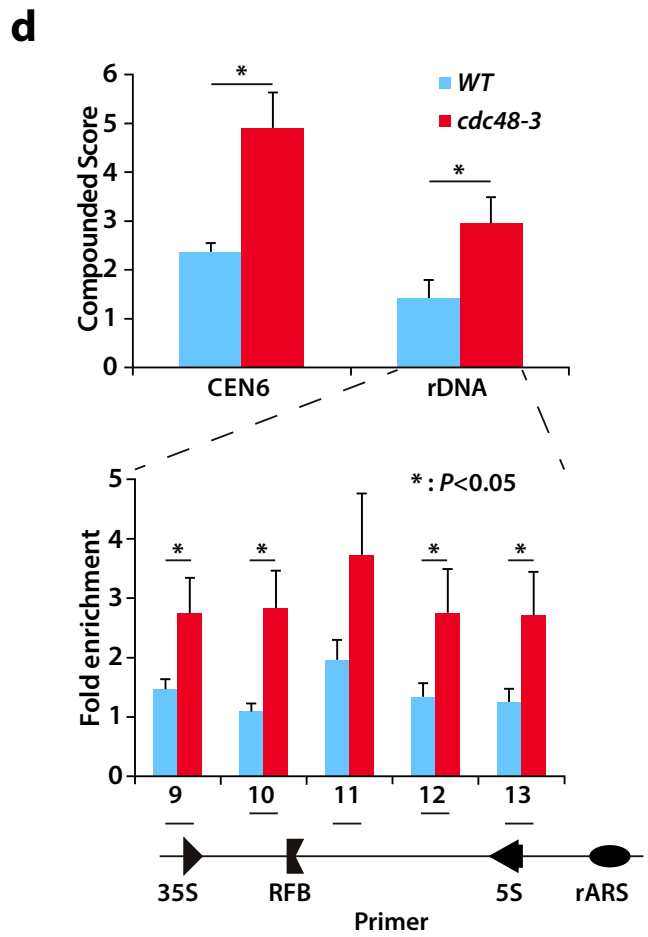 d
Compounded Score
6
5
4
3
2
1
0
*
*
WT
cdc48-3
CEN6
rDNA
Fold enrichment
5
4
3
2
1
0
* : P<0.05
*
*
*
*
9
10
11
12
13
35S
RFB
5S
rARS
Primer